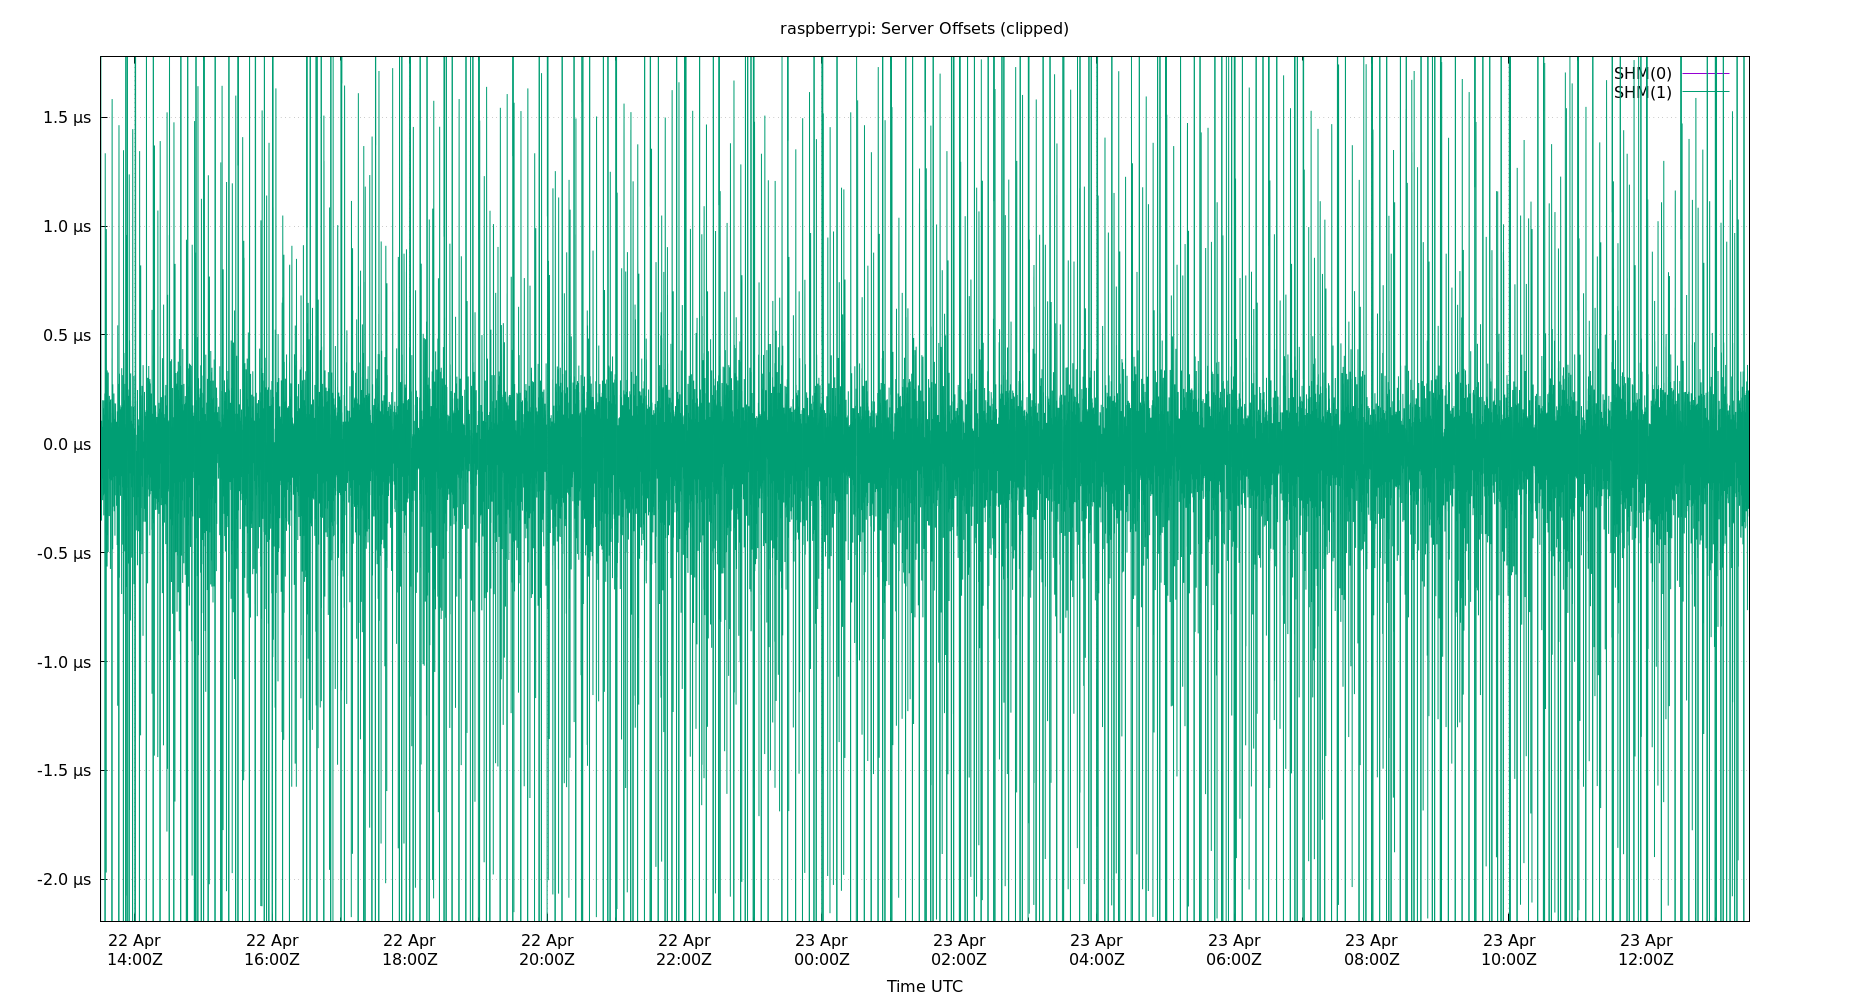 raspberrypi: Server Offsets (clipped)
SHM(0)
SHM(1)
1.5 µs
1.0 µs
0.5 µs
0.0 µs
-0.5 µs
-1.0 µs
-1.5 µs
-2.0 µs
22 Apr 22 Apr 22 Apr 22 Apr 22 Apr 23 Apr 23 Apr 23 Apr 23 Apr 23 Apr 23 Apr 23 Apr
14:00Z 16:00Z 18:00Z 20:00Z 22:00Z 00:00Z 02:00Z 04:00Z 06:00Z 08:00Z 10:00Z 12:00Z
Time UTC